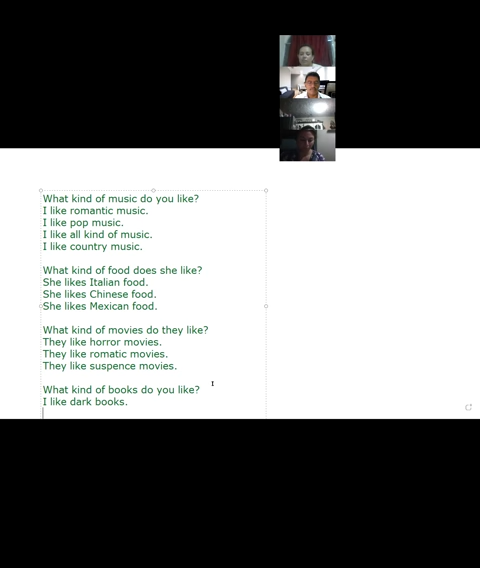 What kind of music do you like?
I like romantic music.
I like pop music.
I like all kind of music.
I like country music.
What kind of food does she like?
She likes Italian food.
She likes Chinese food.
She likes Mexican food.
What kind of movies do they like?
They like horror movies.
They like romatic movies.
They like suspence movies.
What kind of books do you like?
I like dark books.